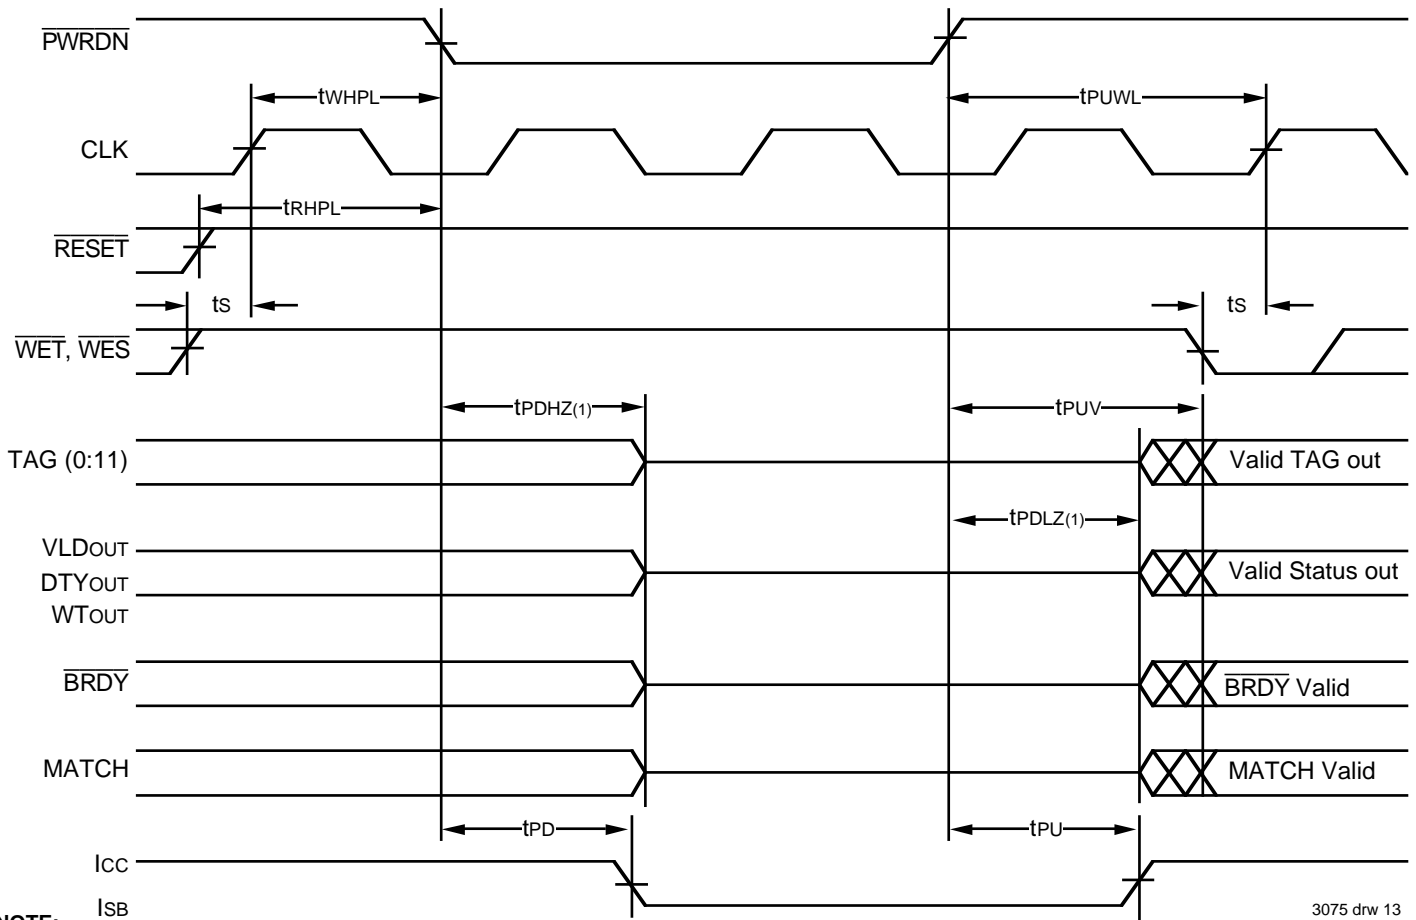 PWRDN
tWHPL
tPUWL
CLK
tRHPL
RESET
tS
tS
WET, WES
tPDHZ(1)
tPUV
TAG (0:11)
Valid TAG out
tPDLZ(1)
VLDOUT
DTYOUT
WTOUT
Valid Status out
BRDY
BRDY Valid
MATCH
MATCH Valid
tPD
tPU
ICC
ISB
3075 drw 13